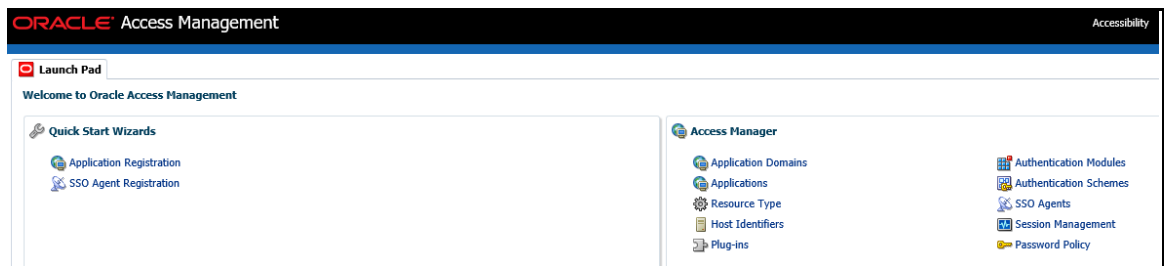 ORACLE Access Management
Accessibility
Launch Pad
Welcome to Oracle Access Management
Quick Start Wizards
Application Registration
SSO Agent Registration
Access Manager
Application Domains
Applications
Resource Type
Host Identifiers
Plug-ins
Authentication Modules
Authentication Schemes
SSO Agents
Session Management
Password Policy